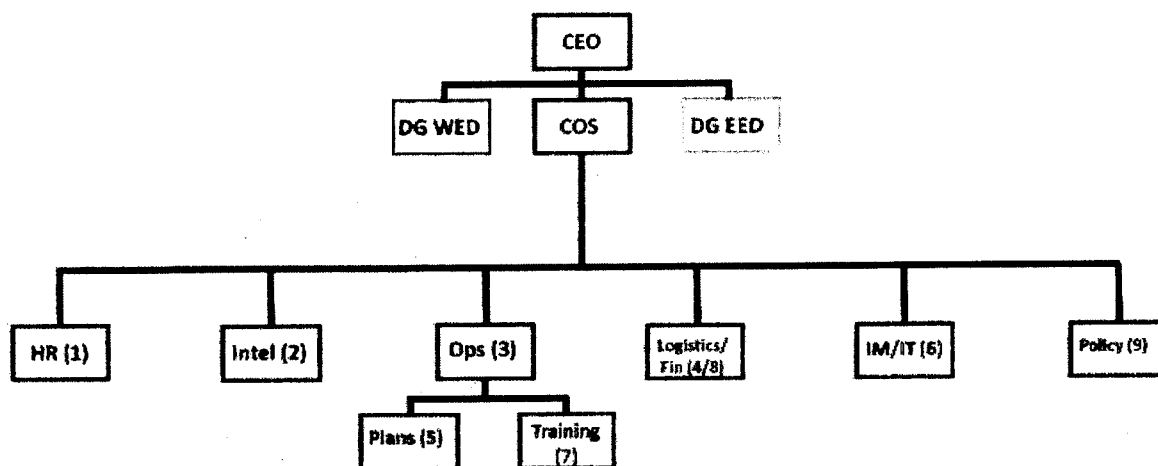 CEO
DG WED
COS
DG EED
HR (1)
Intel (2)
Ops (3)
Logistics/
Fin (4/8)
IM/IT (6)
Policy (9)
Plans (5)
Training
(7)